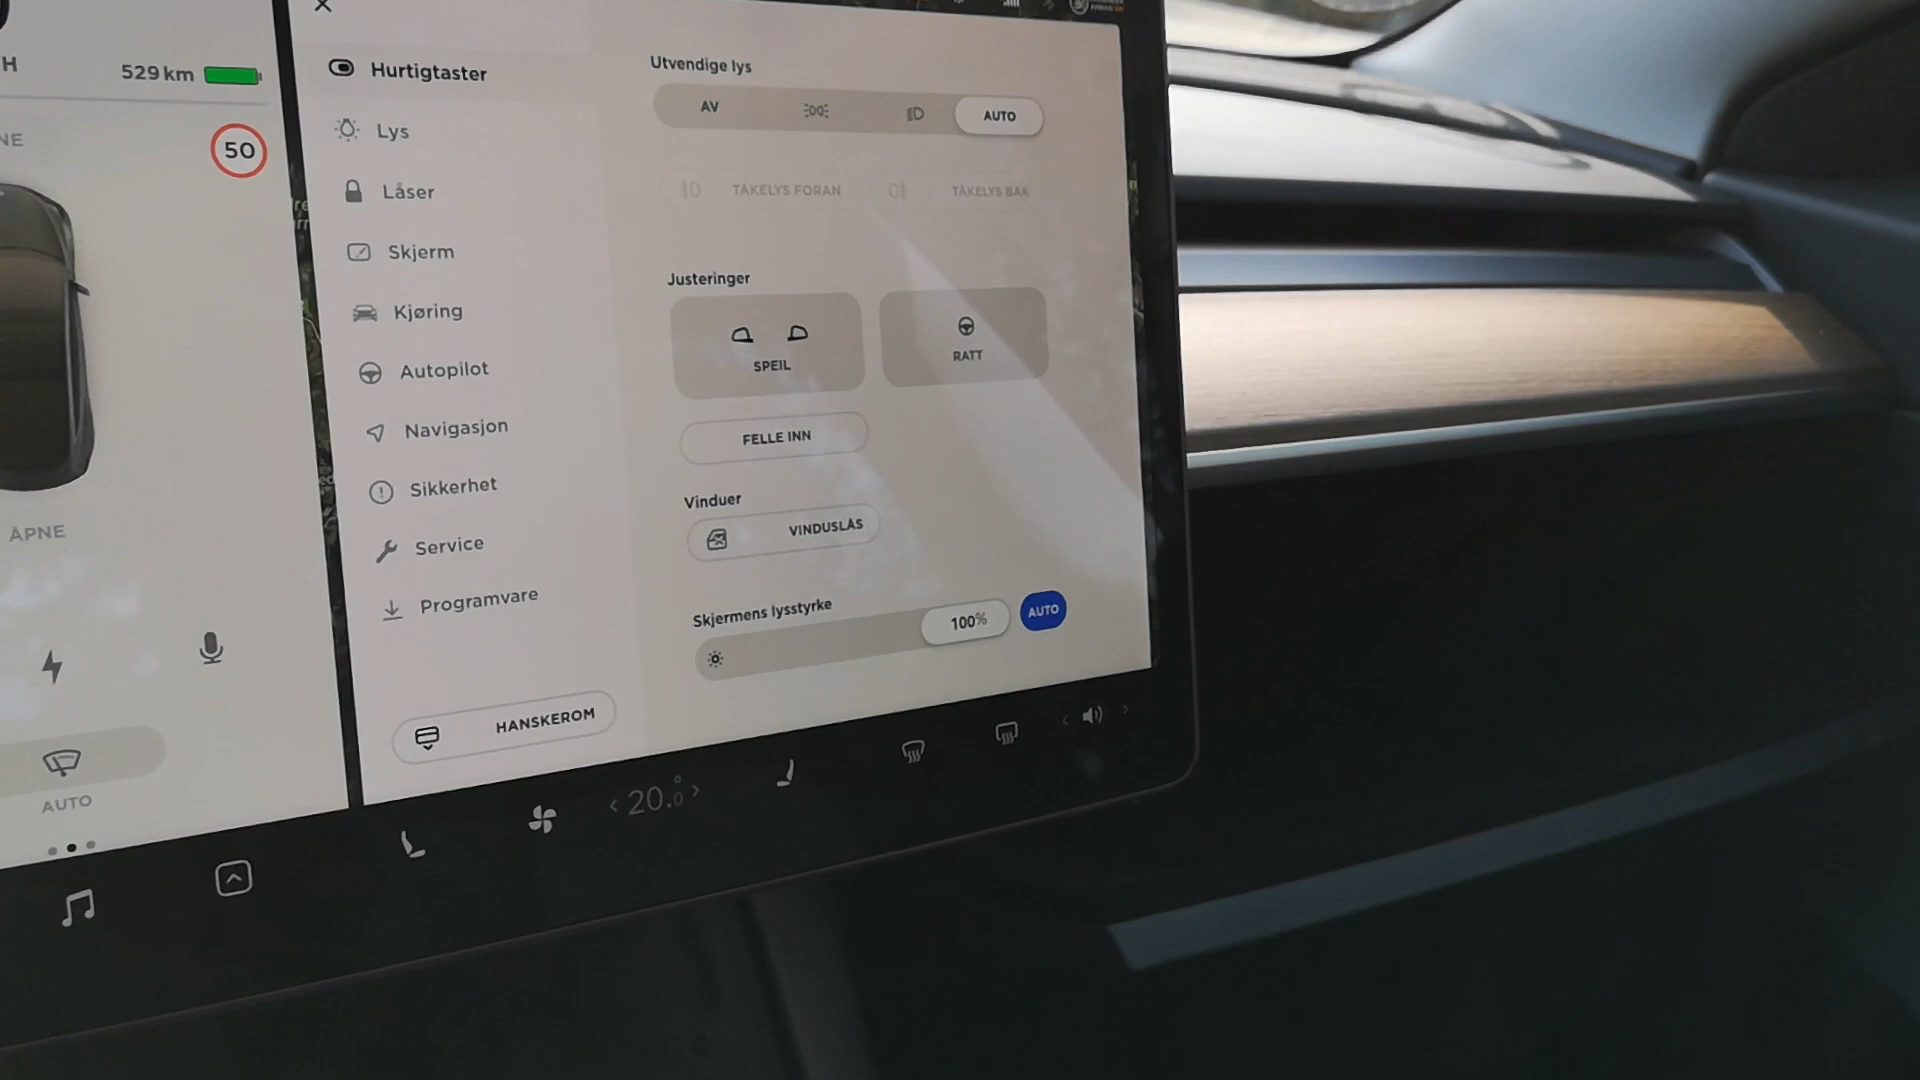 H
529 km
NE
50
ÅPNE
AUTO
Hurtigtaster
Lys
Låser
Skjerm
Kjøring
Autopilot
Navigasjon
Sikkerhet
Service
Programvare
HANSKEROM
Utvendige lys
AV
AUTO
TÅKELYS FORAN
TÅKELYS BAK
Justeringer
SPEIL
RATT
FELLE INN
Vinduer
VINDUSLÅS
Skjermens lysstyrke
100%
AUTO
20.0°